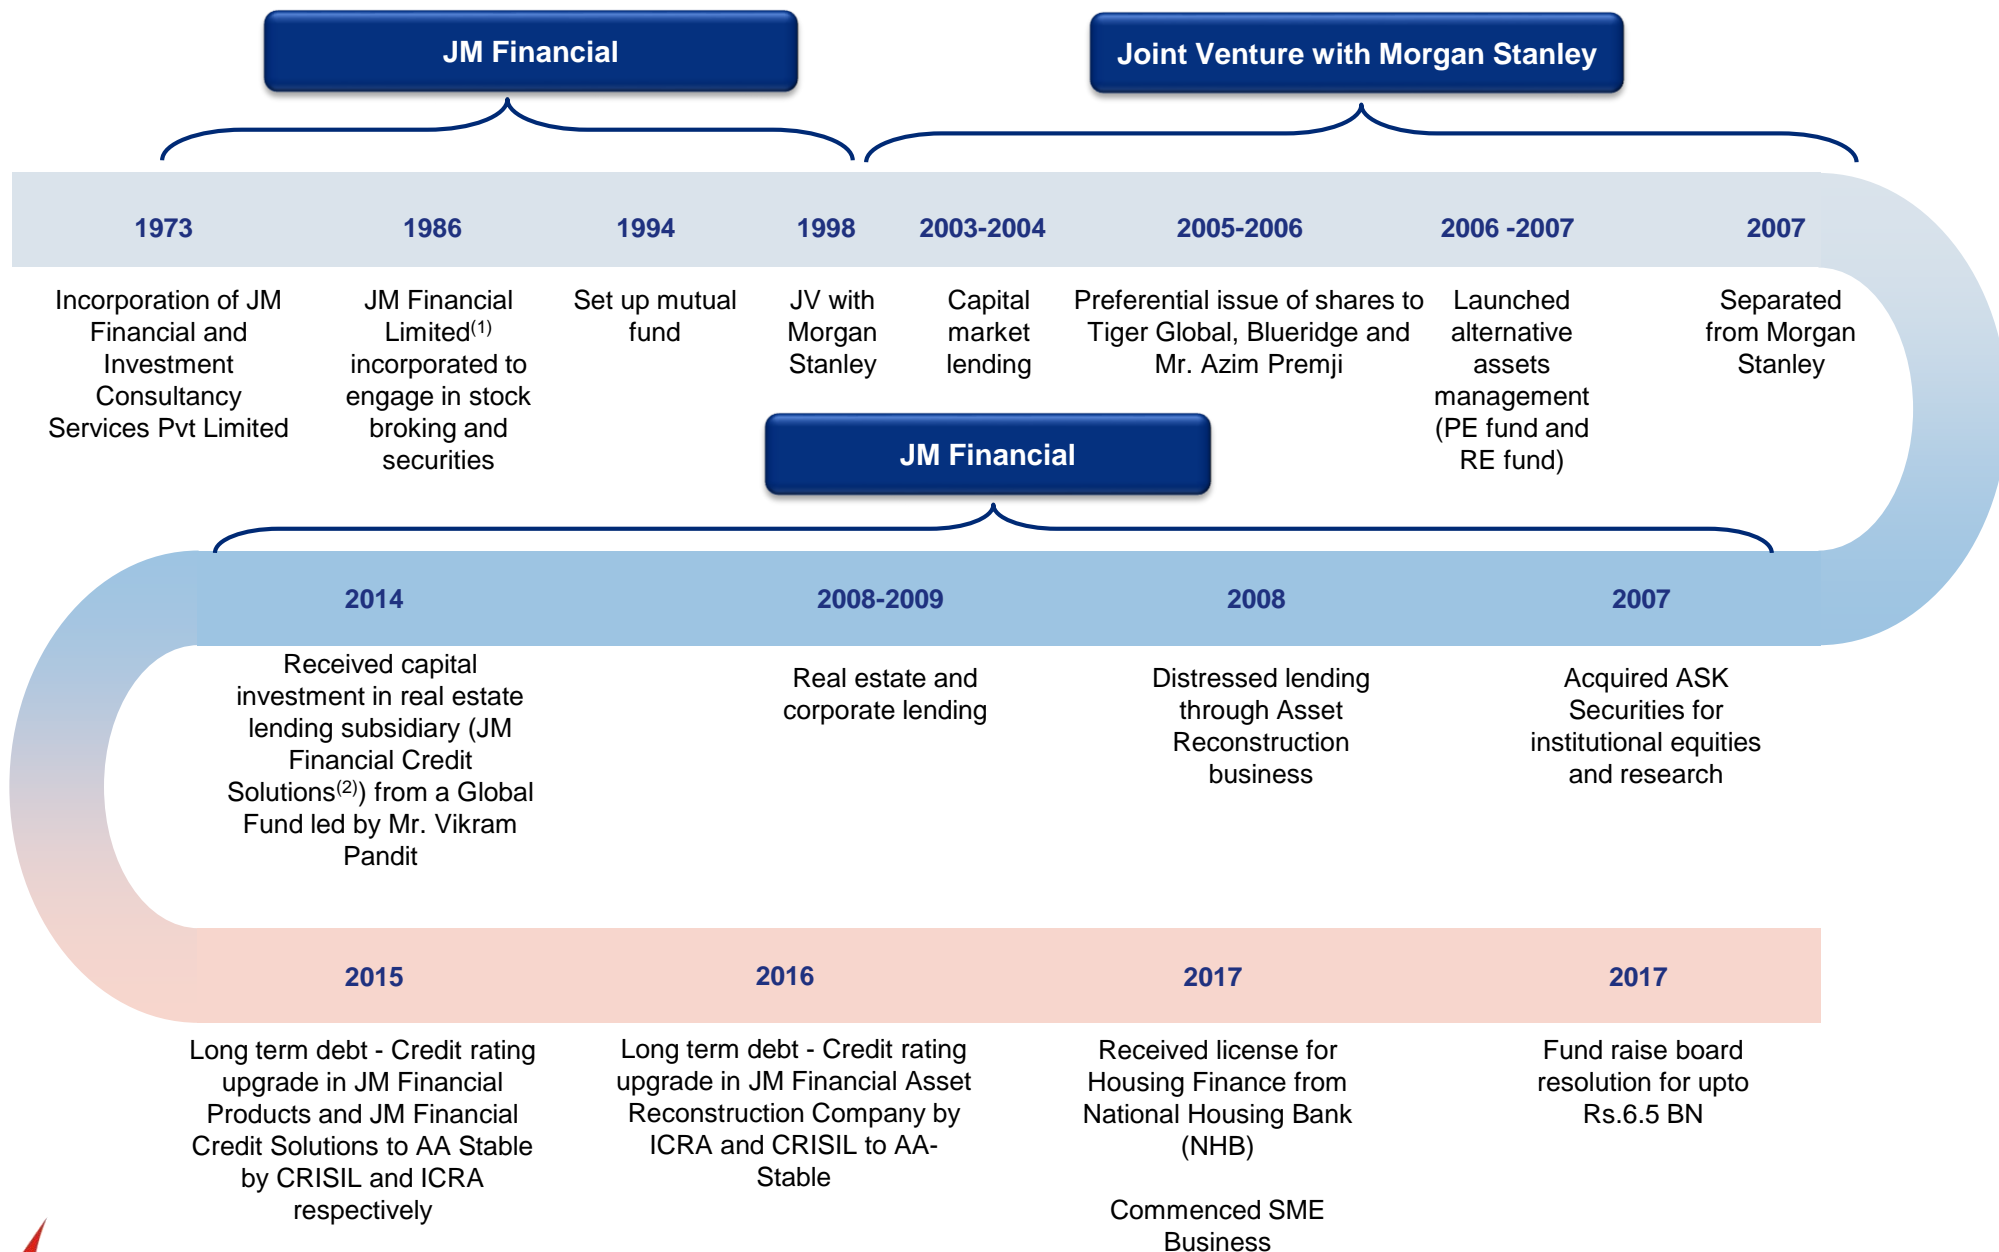 JM Financial
Joint Venture with Morgan Stanley
1973
1986
1994
1998
2003-2004
2005-2006
2006 -2007
2007
Incorporation of JM
Financial and
Investment
Consultancy
Services Pvt Limited
JM Financial
Limited(1)
incorporated to
engage in stock
broking and
securities
Set up mutual
fund
JV with
Morgan
Stanley
Capital
market
lending
Preferential issue of shares to
Tiger Global, Blueridge and
Mr. Azim Premji
Launched
alternative
assets
management
(PE fund and
RE fund)
Separated
from Morgan
Stanley
JM Financial
2014
2008-2009
2008
2007
Received capital
investment in real estate
lending subsidiary (JM
Financial Credit
Solutions(2)) from a Global
Fund led by Mr. Vikram
Pandit
Real estate and
corporate lending
Distressed lending
through Asset
Reconstruction
business
Acquired ASK
Securities for
institutional equities
and research
2015
2016
2017
2017
Long term debt - Credit rating
upgrade in JM Financial
Products and JM Financial
Credit Solutions to AA Stable
by CRISIL and ICRA
respectively
Long term debt - Credit rating
upgrade in JM Financial Asset
Reconstruction Company by
ICRA and CRISIL to AA-
Stable
Received license for
Housing Finance from
National Housing Bank
(NHB)
Commenced SME
Business
Fund raise board
resolution for upto
Rs.6.5 BN